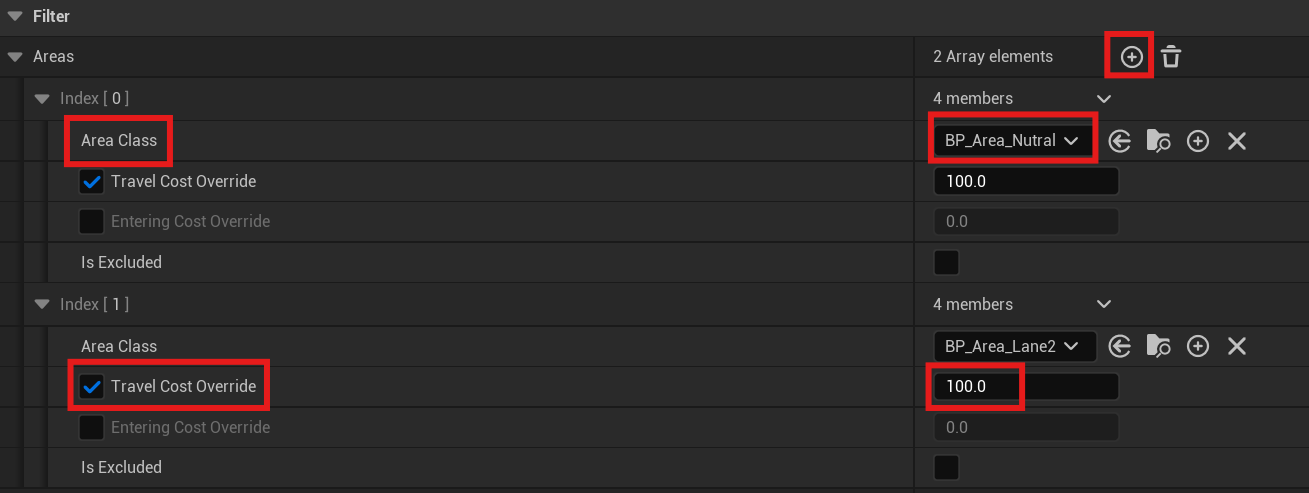 Filter
Areas 2 Array elements
Index [ 0 ] 4 members
Area Class BP_Area_Nutral
Travel Cost Override 100.0
Entering Cost Override 0.0
Is Excluded
Index [ 1 ] 4 members
Area Class BP_Area_Lane2
Travel Cost Override 100.0
Entering Cost Override 0.0
Is Excluded